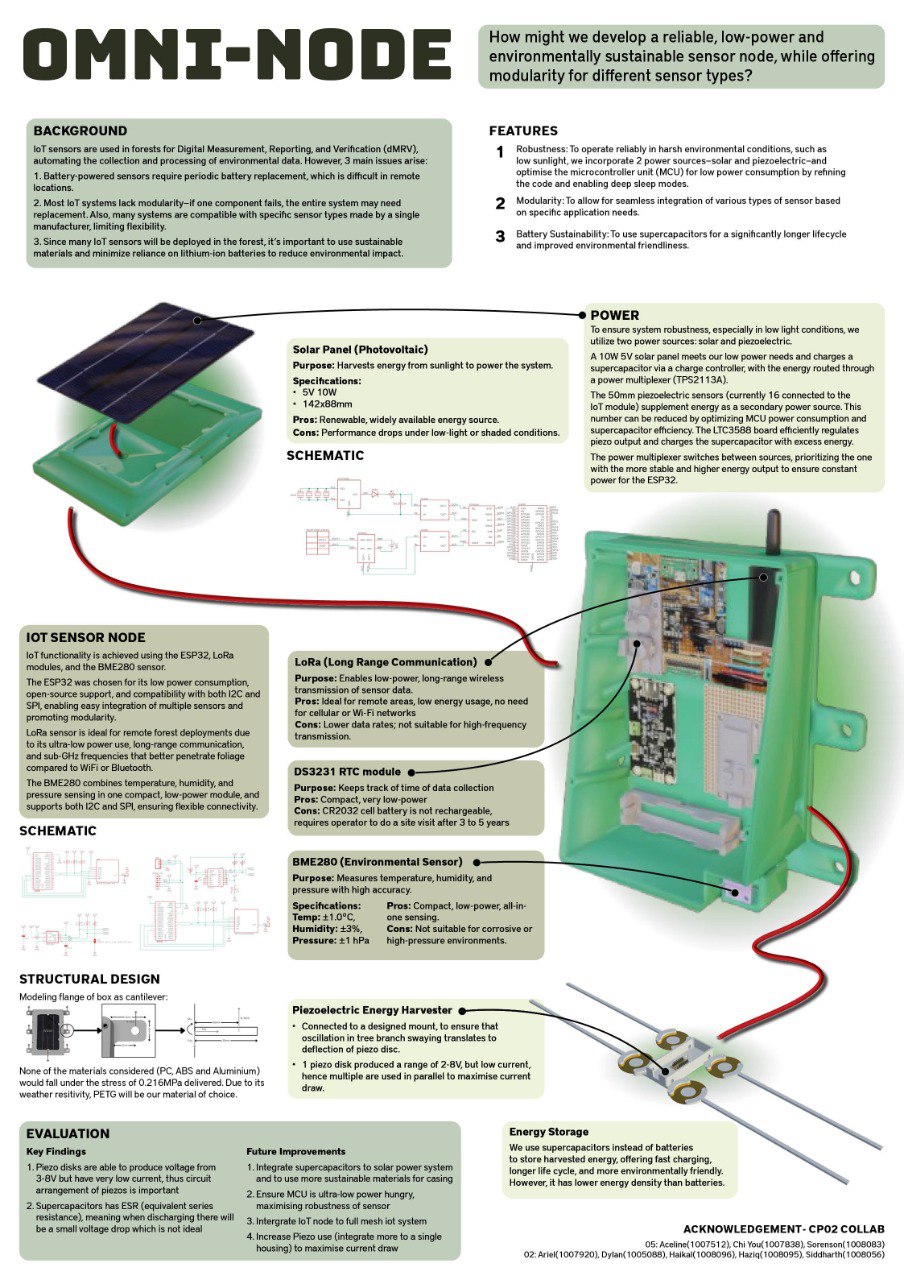 OMNI-NODE
How might we develop a reliable, low-power and
environmentally sustainable sensor node, while offering
modularity for different sensor types?
BACKGROUND
IoT sensors are used in forests for Digital Measurement, Reporting, and Verification (dMRV),
automating the collection and processing of environmental data. However, 3 main issues arise:
1. Battery-powered sensors require periodic battery replacement, which is difficult in remote
locations.
2. Most IoT systems lack modularity—if one component fails, the entire system may need
replacement. Also, many systems are compatible with specific sensor types made by a single
manufacturer, limiting flexibility.
3. Since many IoT sensors will be deployed in the forest, it's important to use sustainable
materials and minimize reliance on lithium-ion batteries to reduce environmental impact.
FEATURES
1 Robustness: To operate reliably in harsh environmental conditions, such as
low sunlight, we incorporate 2 power sources—solar and piezoelectric—and
optimise the microcontroller unit (MCU) for low power consumption by refining
the code and enabling deep sleep modes.
2 Modularity: To allow for seamless integration of various types of sensor based
on specific application needs.
3 Battery Sustainability: To use supercapacitors for a significantly longer lifecycle
and improved environmental friendliness.
POWER
To ensure system robustness, especially in low light conditions, we
utilize two power sources: solar and piezoelectric.
A 10W 5V solar panel meets our low power needs and charges a
supercapacitor via a charge controller, with the energy routed through
a power multiplexer (TPS2113A).
The 50mm piezoelectric sensors (currently 16 connected to the
IoT module) supplement energy as a secondary power source. This
number can be reduced by optimizing MCU power consumption and
supercapacitor efficiency. The LTC3588 board efficiently regulates
piezo output and charges the supercapacitor with excess energy.
The power multiplexer switches between sources, prioritizing the one
with the more stable and higher energy output to ensure constant
power for the ESP32.
Solar Panel (Photovoltaic)
Purpose: Harvests energy from sunlight to power the system.
Specifcations:
• 5V 10W
• 142x88mm
Pros: Renewable, widely available energy source.
Cons: Performance drops under low-light or shaded conditions.
SCHEMATIC
IOT SENSOR NODE
IoT functionality is achieved using the ESP32, LoRa
modules, and the BME280 sensor.
The ESP32 was chosen for its low power consumption,
open-source support, and compatibility with both I2C and
SPI, enabling easy integration of multiple sensors and
promoting modularity.
LoRa sensor is ideal for remote forest deployments due
to its ultra-low power use, long-range communication,
and sub-GHz frequencies that better penetrate foliage
compared to WiFi or Bluetooth.
The BME280 combines temperature, humidity, and
pressure sensing in one compact, low-power module, and
supports both I2C and SPI, ensuring flexible connectivity.
SCHEMATIC
LoRa (Long Range Communication)
Purpose: Enables low-power, long-range wireless
transmission of sensor data.
Pros: Ideal for remote areas, low energy usage, no need
for cellular or Wi-Fi networks
Cons: Lower data rates; not suitable for high-frequency
transmission.
DS3231 RTC module
Purpose: Keeps track of time of data collection
Pros: Compact, very low-power
Cons: CR2032 cell battery is not rechargeable,
requires operator to do a site visit after 3 to 5 years
BME280 (Environmental Sensor)
Purpose: Measures temperature, humidity, and
pressure with high accuracy.
Specifications:
Temp: ±1.0°C,
Humidity: ±3%,
Pressure: ±1 hPa
Pros: Compact, low-power, all-in-
one sensing.
Cons: Not suitable for corrosive or
high-pressure environments.
STRUCTURAL DESIGN
Modeling flange of box as cantilever:
None of the materials considered (PC, ABS and Aluminium)
would fall under the stress of 0.216MPa delivered. Due to its
weather resitivity, PETG will be our material of choice.
Piezoelectric Energy Harvester
• Connected to a designed mount, to ensure that
oscillation in tree branch swaying translates to
deflection of piezo disc.
• 1 piezo disk produced a range of 2-8V, but low current,
hence multiple are used in parallel to maximise current
draw.
EVALUATION
Key Findings
1. Piezo disks are able to produce voltage from
3-8V but have very low current, thus circuit
arrangement of piezos is important
2. Supercapacitors has ESR (equivalent series
resistance), meaning when discharging there will
be a small voltage drop which is not ideal
Future Improvements
1. Integrate supercapacitors to solar power system
and to use more sustainable materials for casing
2. Ensure MCU is ultra-low power hungry,
maximising robustness of sensor
3. Intergrate IoT node to full mesh iot system
4. Increase Piezo use (integrate more to a single
housing) to maximise current draw
Energy Storage
We use supercapacitors instead of batteries
to store harvested energy, offering fast charging,
longer life cycle, and more environmentally friendly.
However, it has lower energy density than batteries.
ACKNOWLEDGEMENT- CP02 COLLAB
05: Aceline(1007512), Chi You(1007838), Sorenson(1008083)
02: Ariel(1007920), Dylan(1005088), Haikal(1008096), Haziq(1008095), Siddharth(1008056)